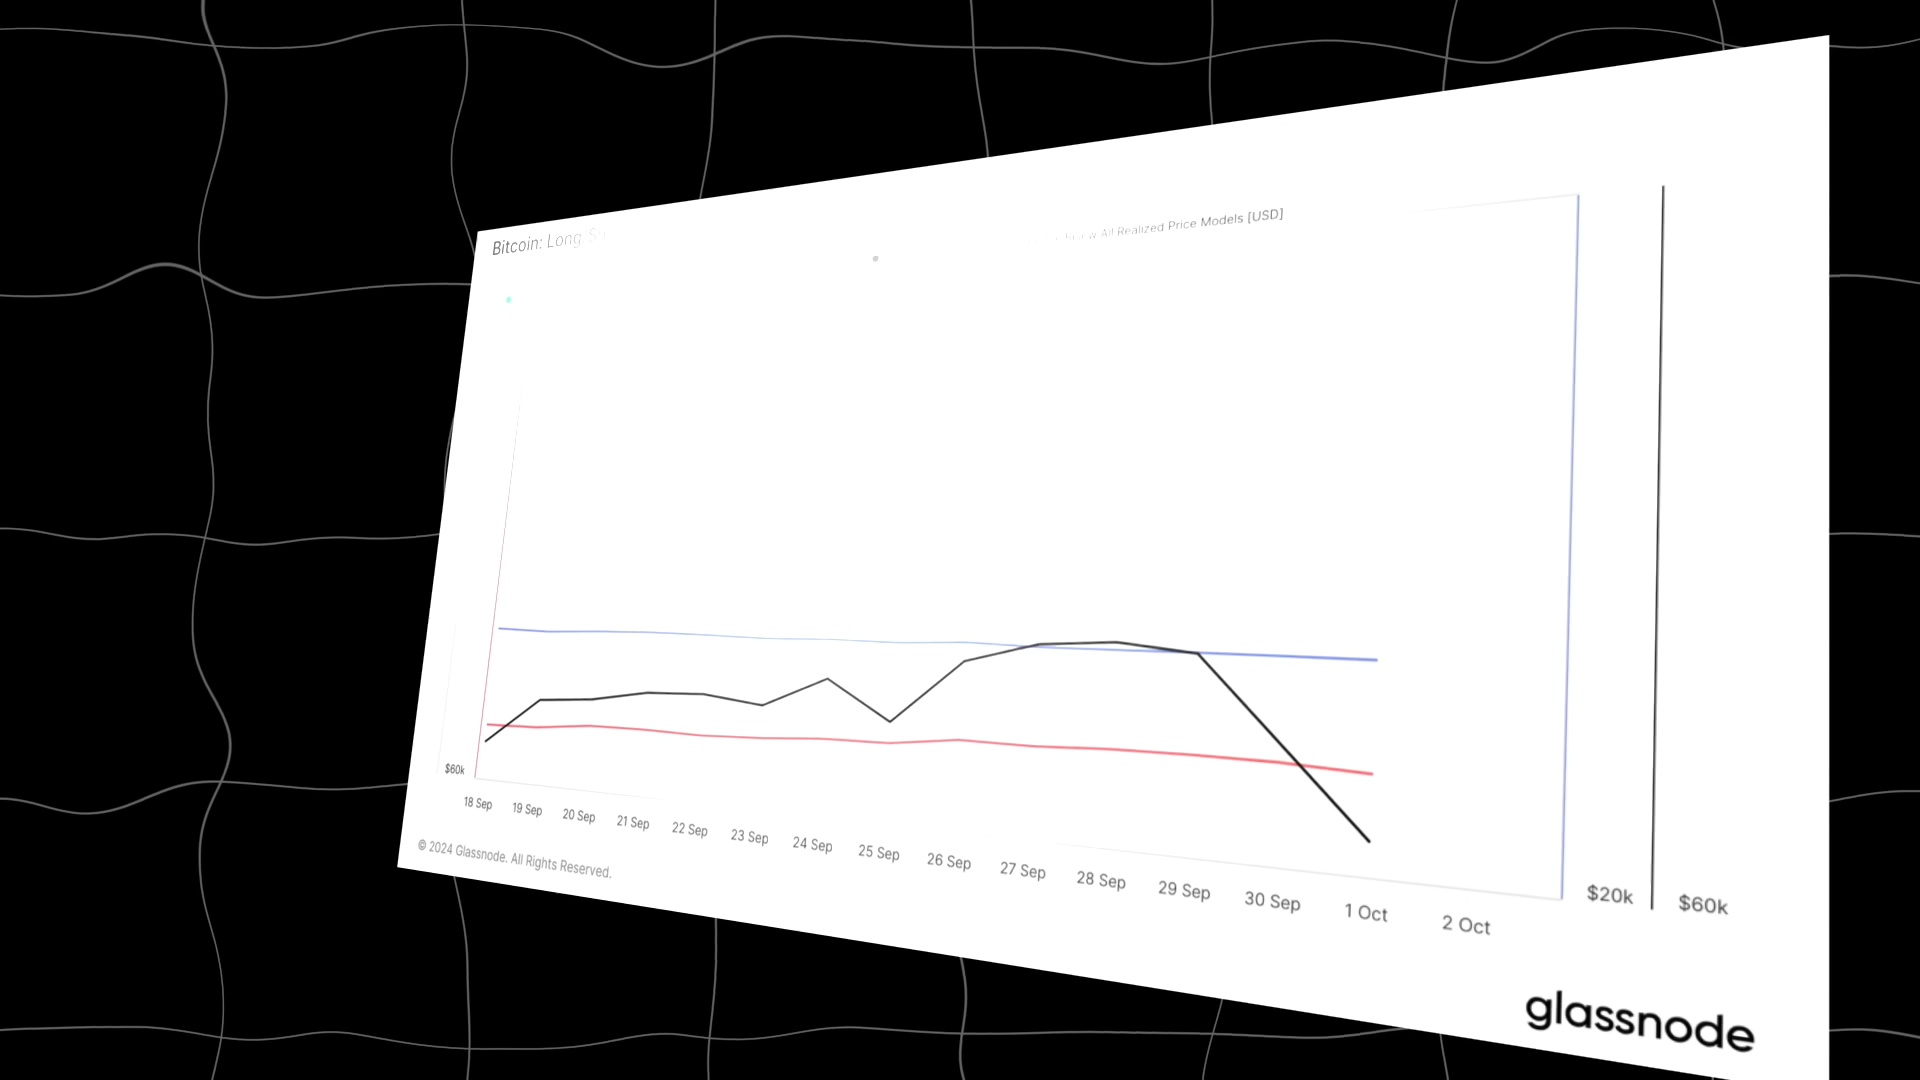 Bitcoin: Long
All Realized Price Models [USD]
$60k
18 Sep 19 Sep 20 Sep 21 Sep 22 Sep 23 Sep 24 Sep 25 Sep 26 Sep 27 Sep 28 Sep 29 Sep 30 Sep 1 Oct 2 Oct
$20k $60k
© 2024 Glassnode. All Rights Reserved.
glassnode